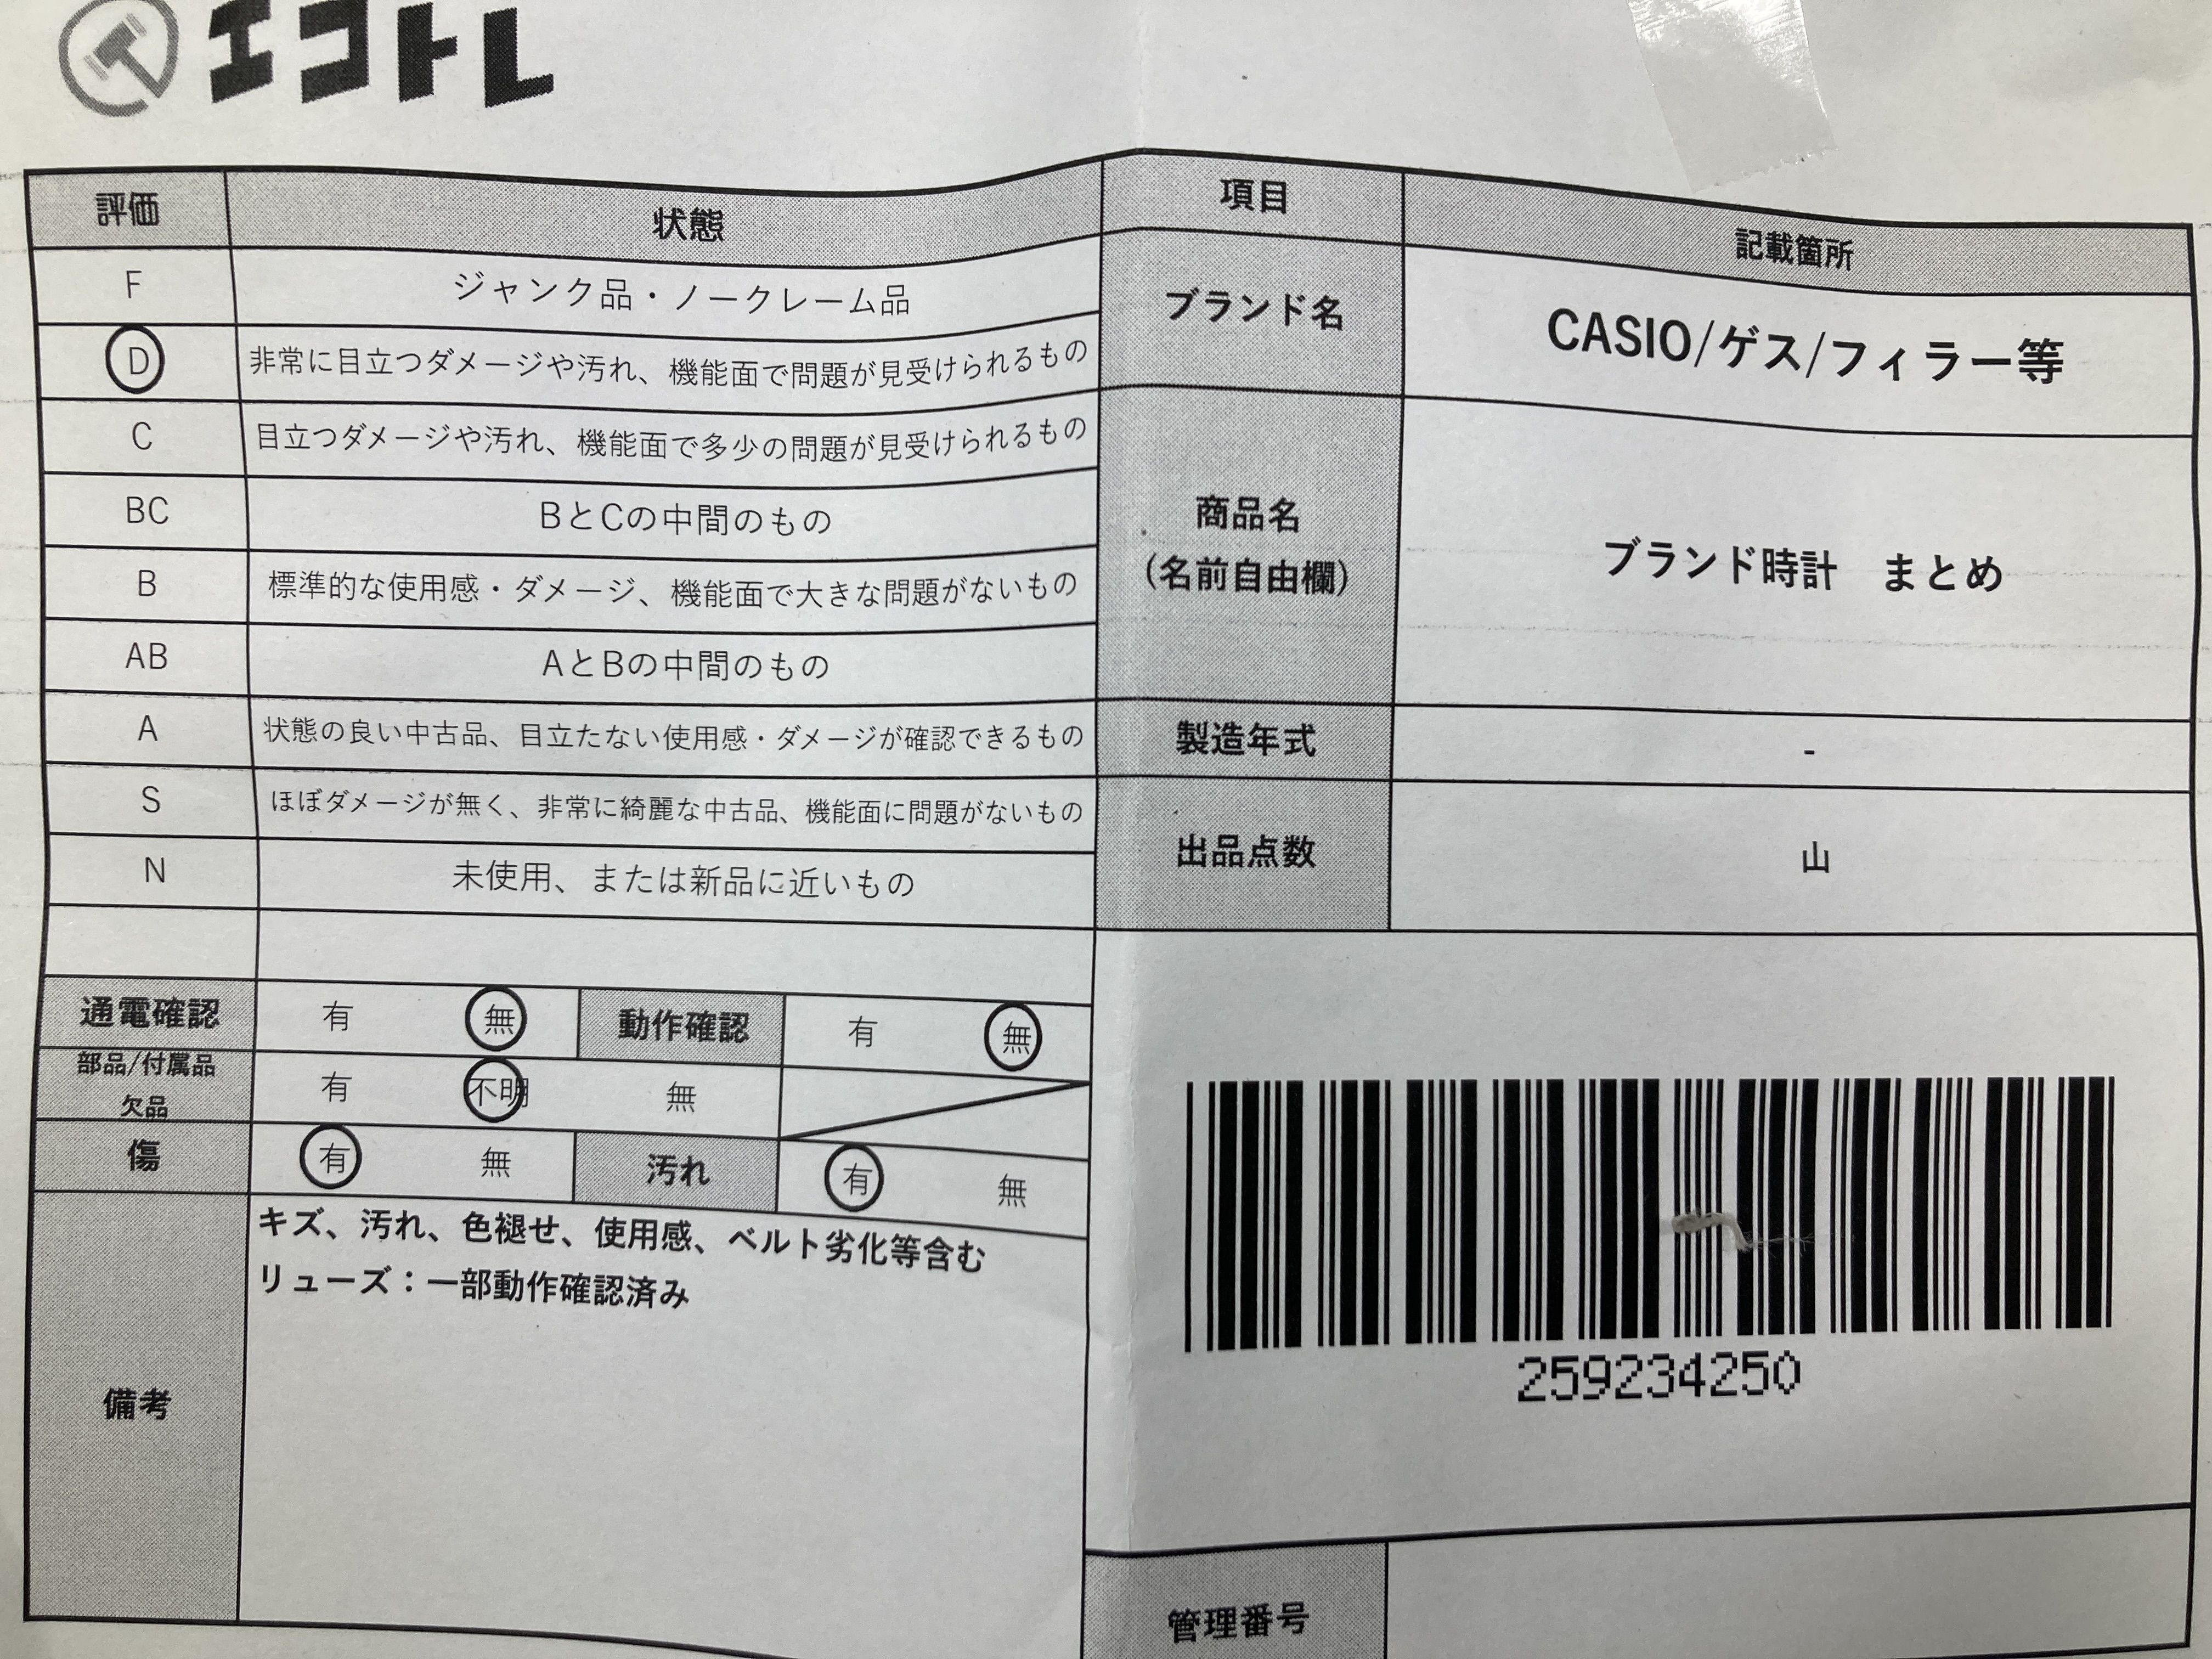 エコトレ
評価 状態
F ジャンク品・ノークレーム品
D 非常に目立つダメージや汚れ、機能面で問題が見受けられるもの
C 目立つダメージや汚れ、機能面で多少の問題が見受けられるもの
BC BとCの中間のもの
B 標準的な使用感・ダメージ、機能面で大きな問題がないもの
AB AとBの中間のもの
A 状態の良い中古品、目立たない使用感・ダメージが確認できるもの
S ほぼダメージが無く、非常に綺麗な中古品、機能面に問題がないもの
N 未使用、または新品に近いもの
通電確認 有 無 動作確認 有 無
部品/付属品
欠品
有 不明 無
傷 有 無 汚れ 有 無
備考
キズ、汚れ、色褪せ、使用感、ベルト劣化等含む
リューズ：一部動作確認済み
項目 記載箇所
ブランド名 CASIO/ゲス/フィラー等
商品名
(名前自由欄)
ブランド時計 まとめ
製造年式 -
出品点数 山
259234250
管理番号